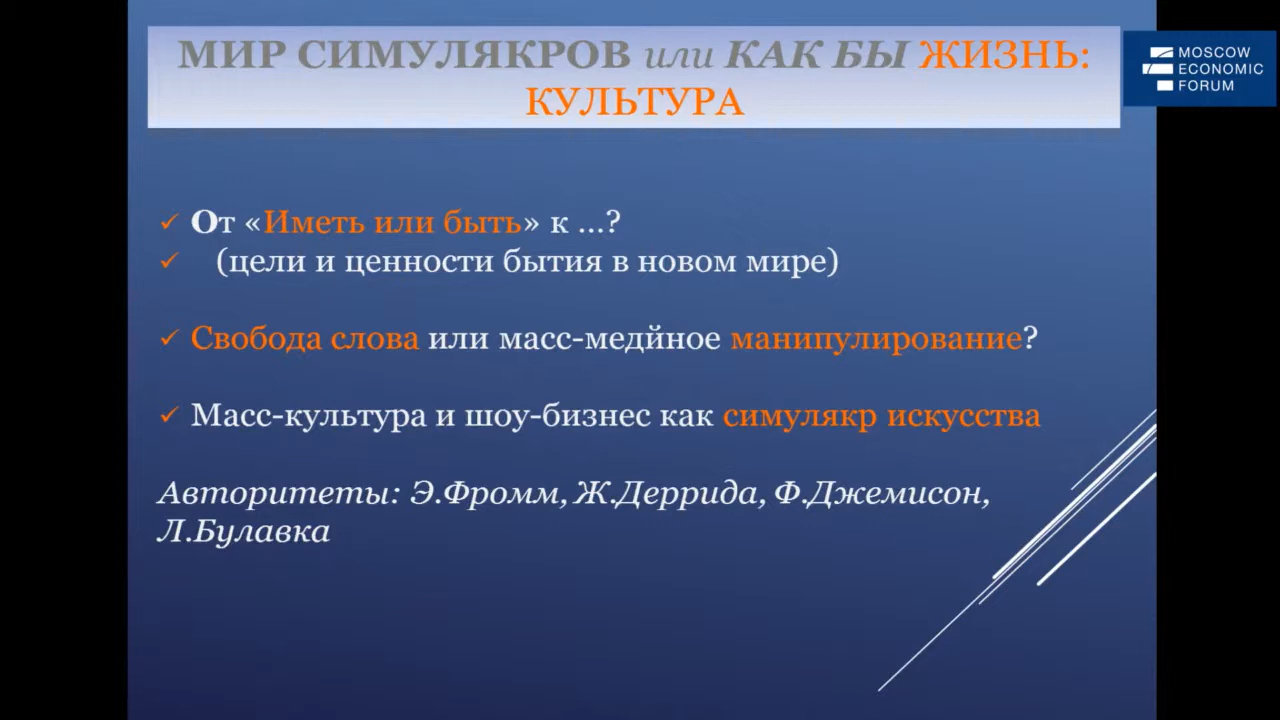 МИР СИМУЛЯКРОВ или КАК БЫ ЖИЗНЬ:
КУЛЬТУРА
MOSCOW
ECONOMIC
FORUM
От «Иметь или быть» к ...?
(цели и ценности бытия в новом мире)
Свобода слова или масс-медйное манипулирование?
Масс-культура и шоу-бизнес как симулякр искусства
Авторитеты: Э.Фромм, Ж.Деррида, Ф.Джемисон,
Л.Булавка